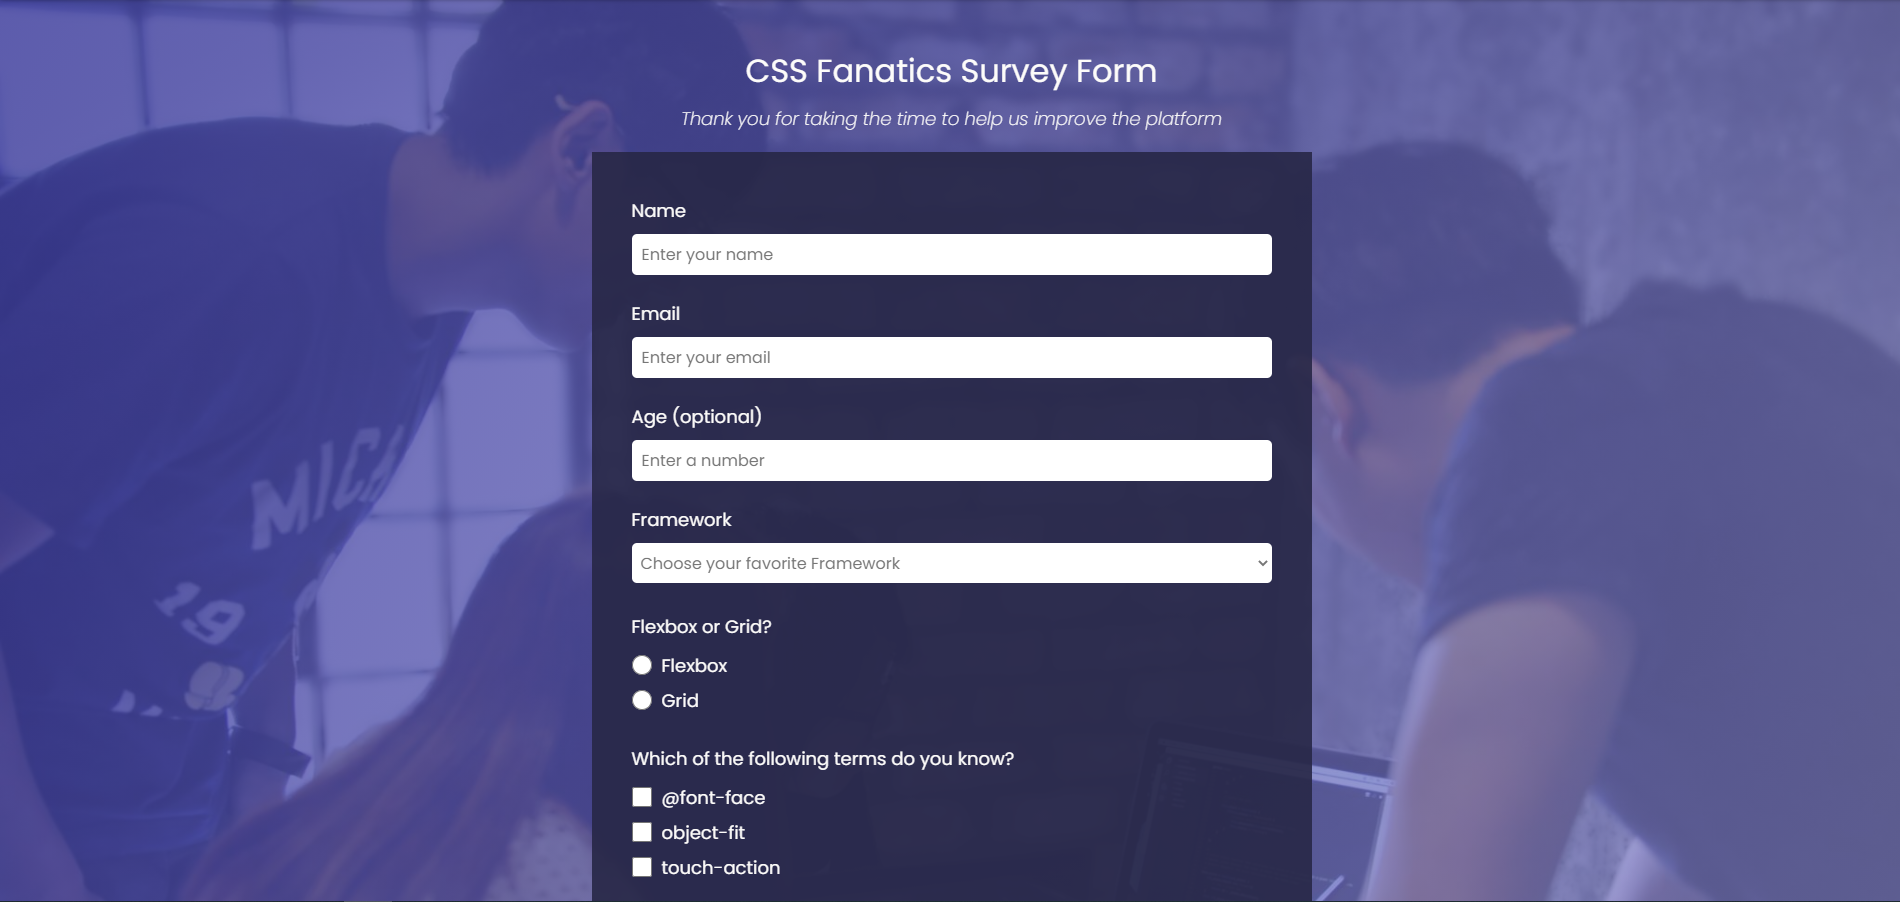 CSS Fanatics Survey Form
Thank you for taking the time to help us improve the platform
Name
Enter your name
Email
Enter your email
Age (optional)
Enter a number
Framework
Choose your favorite Framework
Flexbox or Grid?
Flexbox
Grid
Which of the following terms do you know?
@font-face
object-fit
touch-action
MICH
19